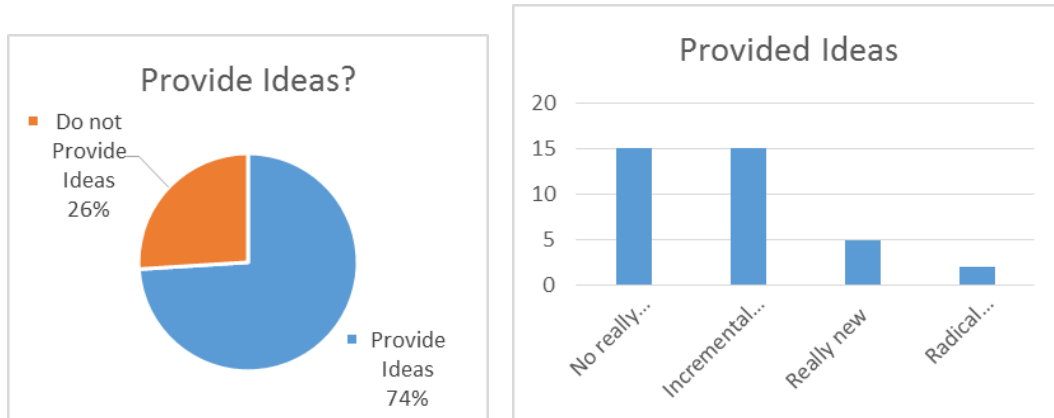 Provide Ideas?
Do not
Provide
Ideas
26%
Provide
Ideas
74%
Provided Ideas
20
15
10
5
0
No really...
Incremental...
Really new
Radical...